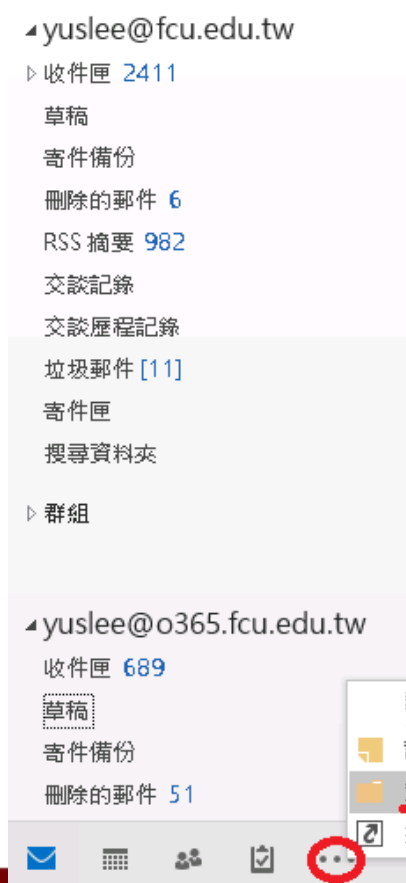 yuslee@fcu.edu.tw
收件匣 2411
草稿
寄件備份
刪除的郵件 6
RSS 摘要 982
交談記錄
交談歷程記錄
垃圾郵件 [11]
寄件匣
搜尋資料夾
群組
yuslee@o365.fcu.edu.tw
收件匣 689
草稿
寄件備份
刪除的郵件 51